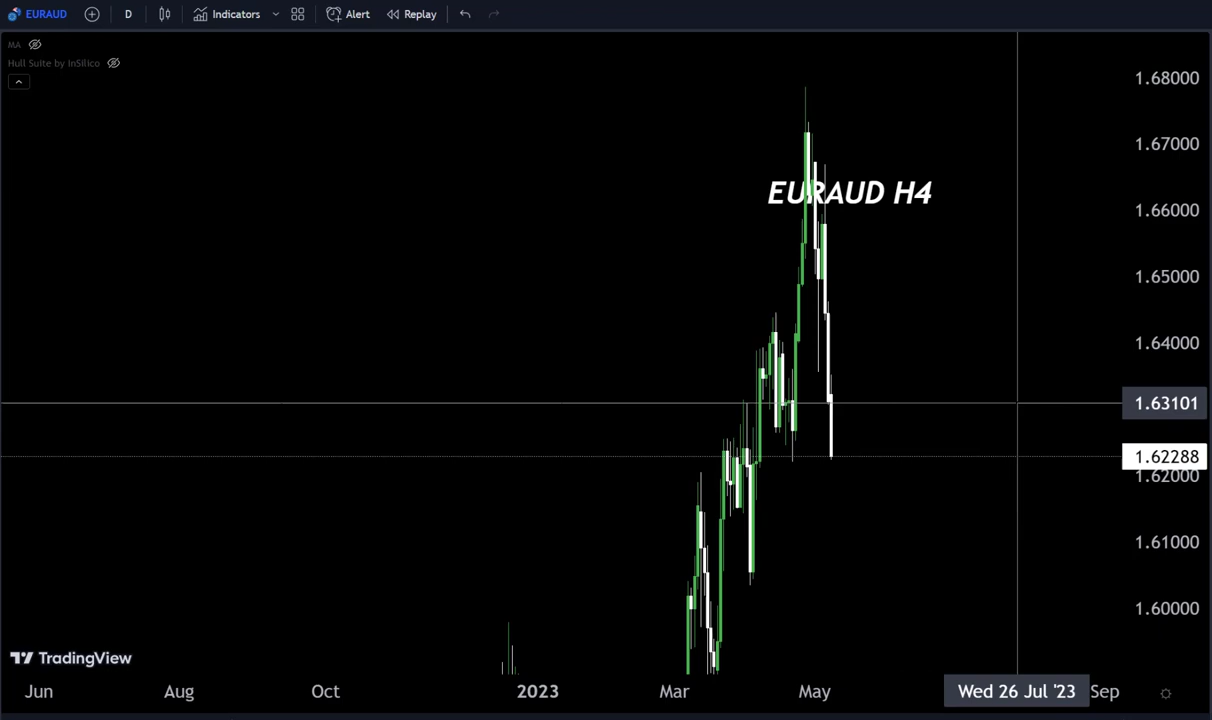 EURAUD D Indicators Alert Replay
MA
Hull Suite by InSilico
1.68000
1.67000
EURAUD H4
1.66000
1.65000
1.64000
1.63101
1.62288
1.62000
1.61000
1.60000
TradingView
Jun Aug Oct 2023 Mar May Wed 26 Jul '23 Sep